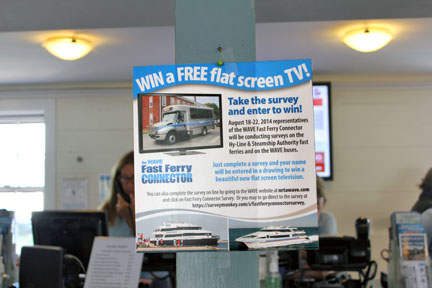 WIN a FREE flat screen TV!
Take the survey
and enter to win!
August 18-22, 2014 representatives
of the WAVE Fast Ferry Connector
will be conducting surveys on the
Hy-Line & Steamship Authority fast
ferries and on the WAVE buses.
the WAVE
Fast Ferry
CONNECTOR
Just complete a survey and your name
will be entered in a drawing to win a
beautiful new flat screen television.
You can also complete the survey on line by going to the WAVE website at nrtawave.com
and click on Fast Ferry Connector Survey. Or you may to go direct to the survey at
https://surveymonkey.com/s/fastferryconnectorsurvey.